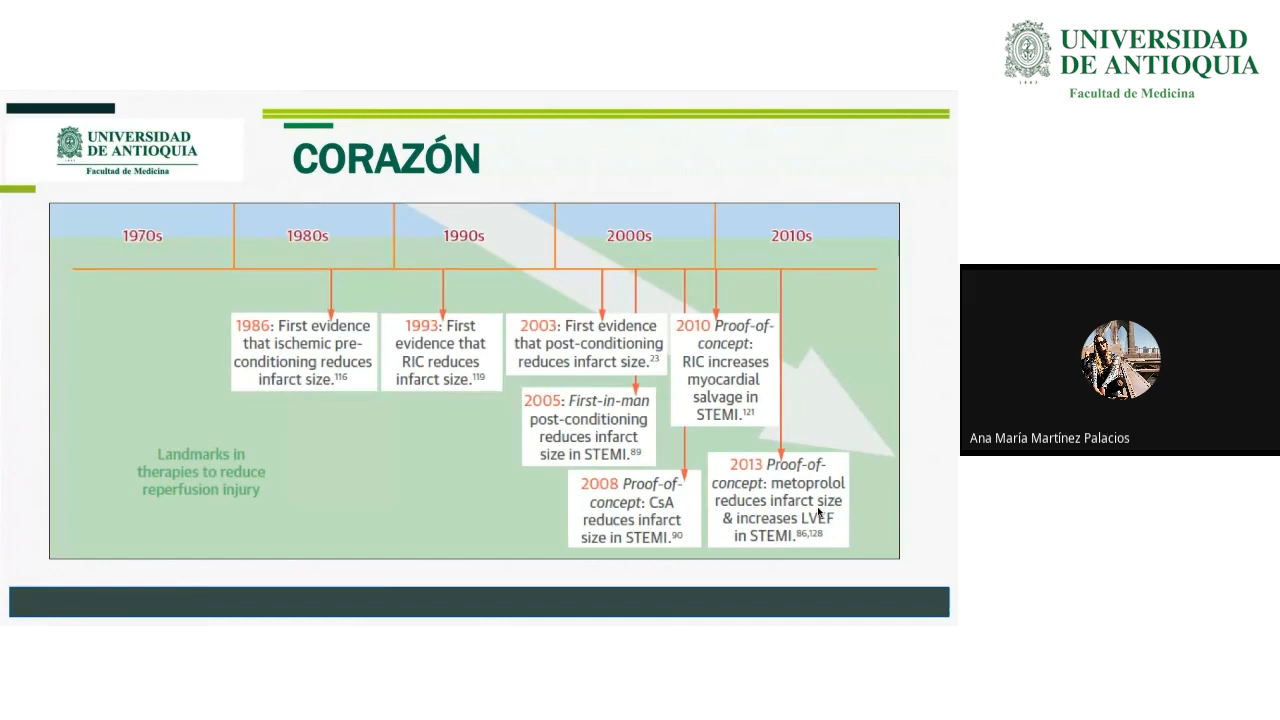 UNIVERSIDAD
DE ANTIOQUIA
Facultad de Medicina
UNIVERSIDAD
DE ANTIOQUIA
Facultad de Medicina
CORAZÓN
1970s
1980s
1990s
2000s
2010s
1986: First evidence
that ischemic pre-
conditioning reduces
infarct size.116
1993: First
evidence that
RIC reduces
infarct size.119
2003: First evidence
that post-conditioning
reduces infarct size.23
2010 Proof-of-
concept:
RIC increases
myocardial
salvage in
STEMI.121
2005: First-in-man
post-conditioning
reduces infarct
size in STEMI.89
2008 Proof-of-
concept: CsA
reduces infarct
size in STEMI.90
2013 Proof-of-
concept: metoprolol
reduces infarct size
& increases LVEF
in STEMI.86,128
Landmarks in
therapies to reduce
reperfusion injury
Ana María Martínez Palacios